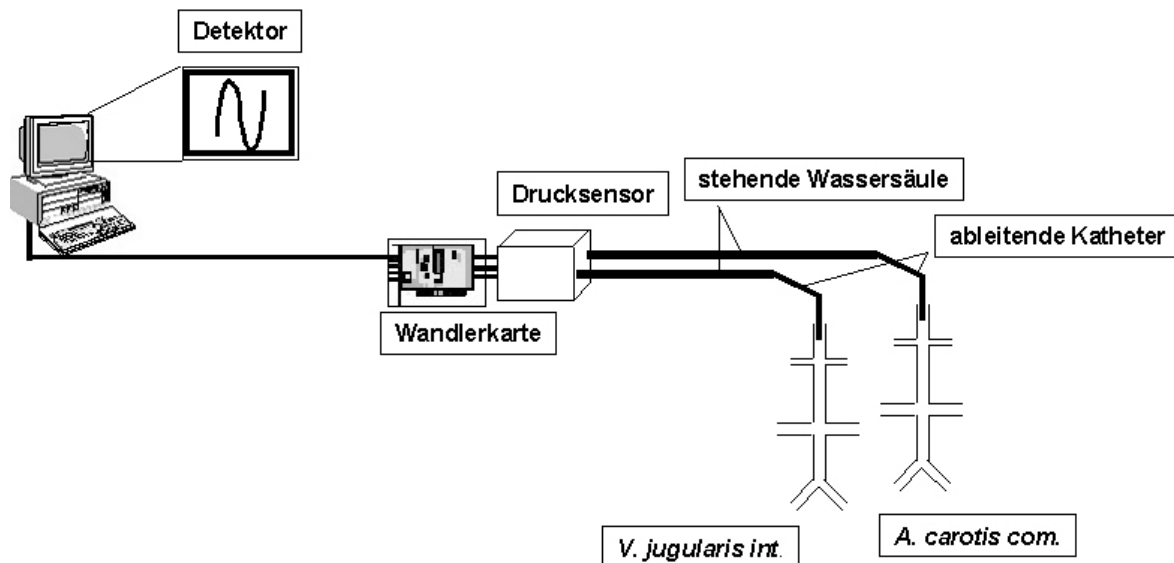 Detektor
Drucksensor
stehende Wassersäule
ableitende Katheter
Wandlerkarte
V. jugularis int.
A. carotis com.